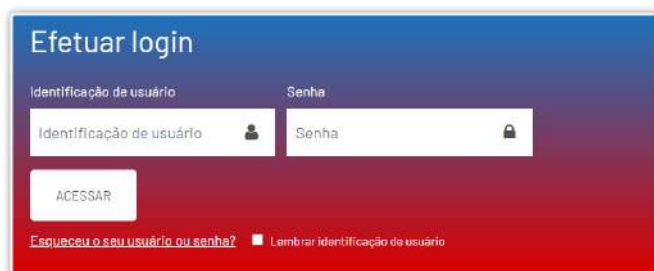 Efetuar login
Identificação de usuário Senha
Identificação de usuário Senha
ACESSAR
Esqueceu o seu usuário ou senha? Lembrar identificação de usuário